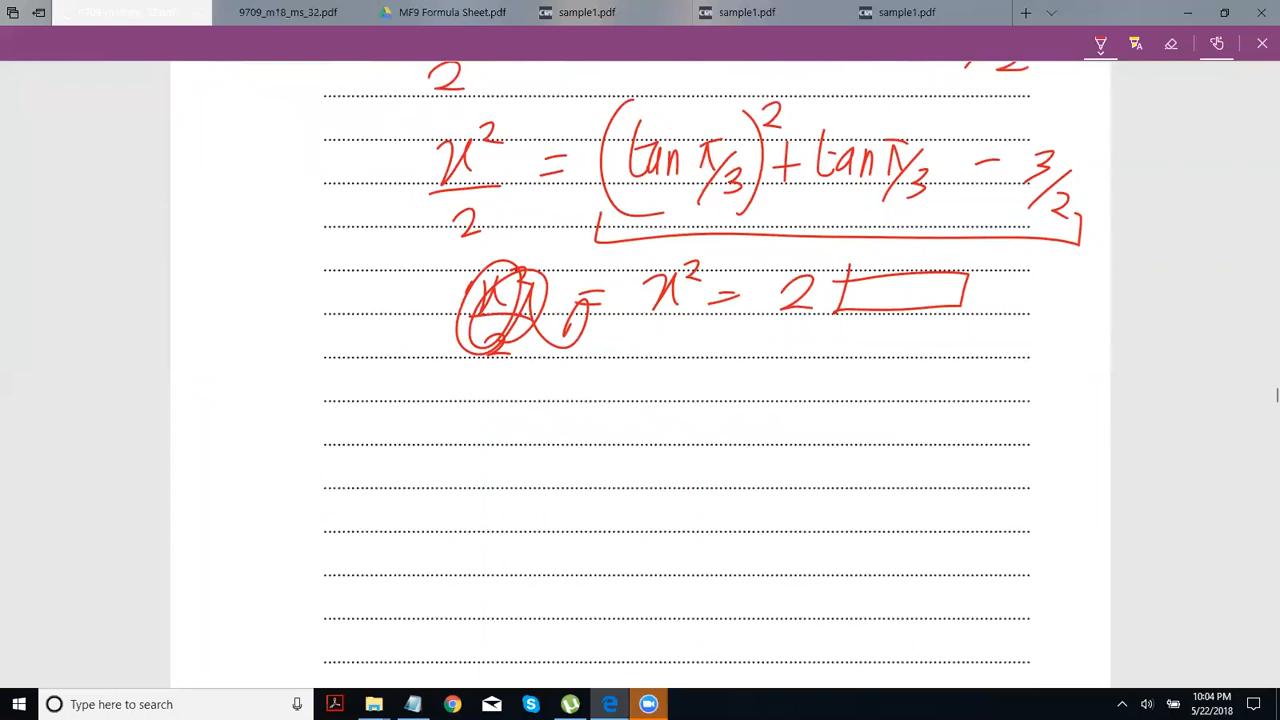 9709_m18_ms_32.pdf MF9 Formula Sheet.pdf sample1.pdf sample1.pdf sample1.pdf
2
x²/2 = (tan π/3)² + tan π/3 - 3/2
x² = 2
Type here to search
10:04 PM
5/22/2018